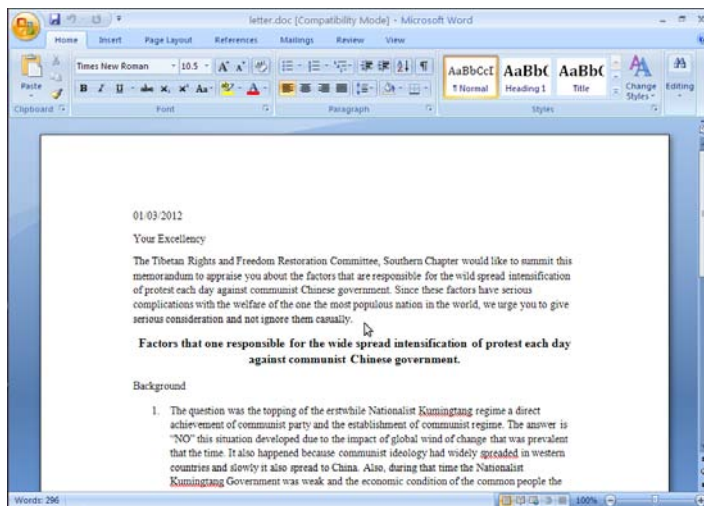 letter.doc [Compatibility Mode] - Microsoft Word
Home Insert Page Layout References Mailings Review View
Times New Roman 10.5
Paste
B I U abc x, x² Aa A
AaBbCcI AaBb( AaBb(
¶ Normal Heading 1 Title
Change Styles
Editing
Clipboard Font Paragraph Styles
01/03/2012
Your Excellency
The Tibetan Rights and Freedom Restoration Committee, Southern Chapter would like to summit this
memorandum to appraise you about the factors that are responsible for the wild spread intensification
of protest each day against communist Chinese government. Since these factors have serious
complications with the welfare of the one the most populous nation in the world, we urge you to give
serious consideration and not ignore them casually.
Factors that one responsible for the wide spread intensification of protest each day
against communist Chinese government.
Background
1. The question was the topping of the erstwhile Nationalist Kumingtang regime a direct
achievement of communist party and the establishment of communist regime. The answer is
“NO” this situation developed due to the impact of global wind of change that was prevalent
that the time. It also happened because communist ideology had widely spreaded in western
countries and slowly it also spread to China. Also, during that time the Nationalist
Kumingtang Government was weak and the economic condition of the common people the
Words: 296
100%